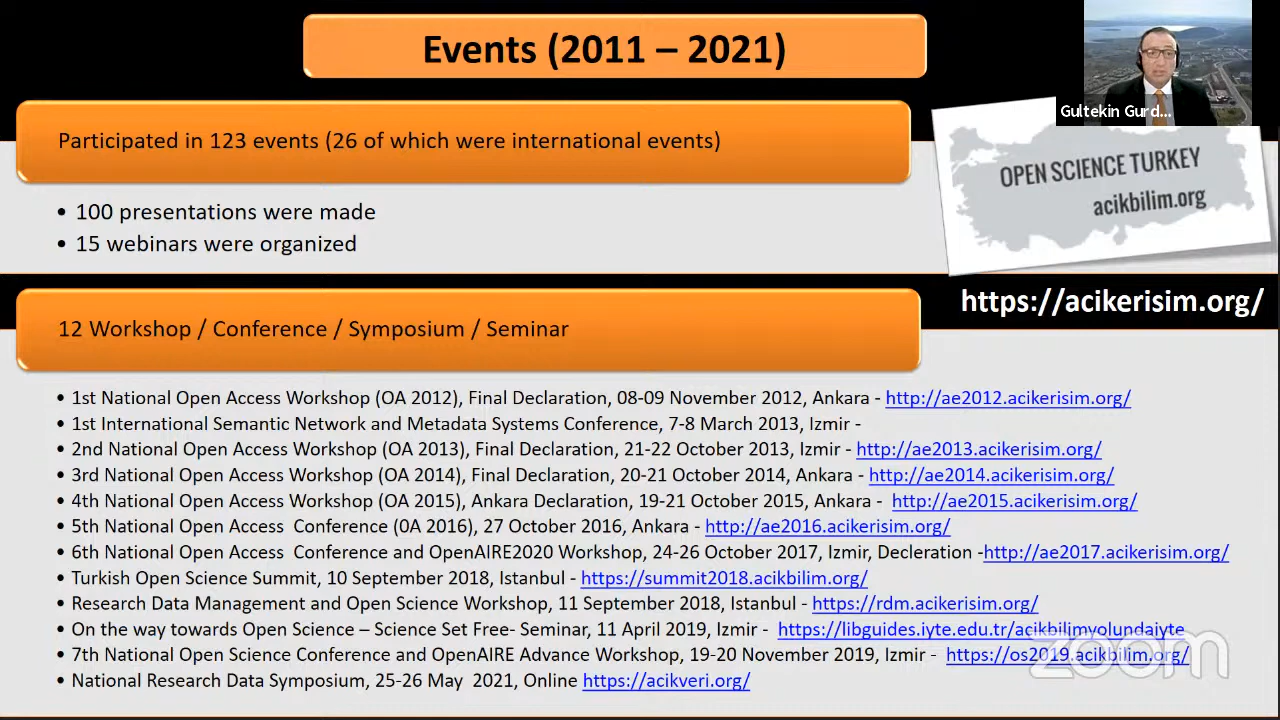 Events (2011 – 2021)
Gultekin Gurd...
Participated in 123 events (26 of which were international events)
OPEN SCIENCE TURKEY
acikbilim.org
• 100 presentations were made
• 15 webinars were organized
https://acikerisim.org/
12 Workshop / Conference / Symposium / Seminar
• 1st National Open Access Workshop (OA 2012), Final Declaration, 08-09 November 2012, Ankara - http://ae2012.acikerisim.org/
• 1st International Semantic Network and Metadata Systems Conference, 7-8 March 2013, Izmir -
• 2nd National Open Access Workshop (OA 2013), Final Declaration, 21-22 October 2013, Izmir - http://ae2013.acikerisim.org/
• 3rd National Open Access Workshop (OA 2014), Final Declaration, 20-21 October 2014, Ankara - http://ae2014.acikerisim.org/
• 4th National Open Access Workshop (OA 2015), Ankara Declaration, 19-21 October 2015, Ankara - http://ae2015.acikerisim.org/
• 5th National Open Access Conference (0A 2016), 27 October 2016, Ankara - http://ae2016.acikerisim.org/
• 6th National Open Access Conference and OpenAIRE2020 Workshop, 24-26 October 2017, Izmir, Decleration -http://ae2017.acikerisim.org/
• Turkish Open Science Summit, 10 September 2018, Istanbul - https://summit2018.acikbilim.org/
• Research Data Management and Open Science Workshop, 11 September 2018, Istanbul - https://rdm.acikerisim.org/
• On the way towards Open Science – Science Set Free- Seminar, 11 April 2019, Izmir - https://libguides.iyte.edu.tr/acikbilimyolundaiyte
• 7th National Open Science Conference and OpenAIRE Advance Workshop, 19-20 November 2019, Izmir - https://os2019.acikbilim.org/
• National Research Data Symposium, 25-26 May 2021, Online https://acikveri.org/
zoom